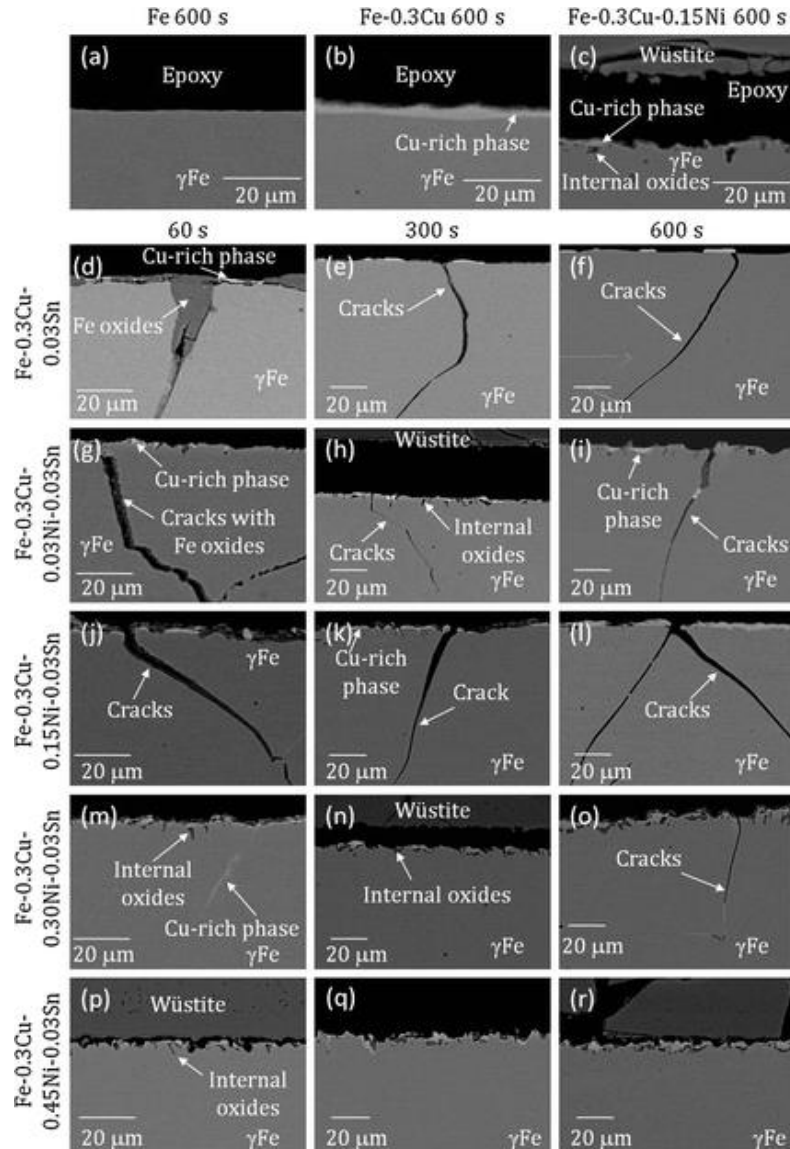 Fe 600 s
Fe-0.3Cu 600 s
Fe-0.3Cu-0.15Ni 600 s
(a)
Epoxy
γFe
20 μm
(b)
Epoxy
Cu-rich phase
γFe
20 μm
(c)
Wüstite
Epoxy
Cu-rich phase
γFe
Internal oxides
20 μm
60 s
300 s
600 s
Fe-0.3Cu-
0.03Sn
(d)
Cu-rich phase
Fe oxides
20 μm
γFe
(e)
Cracks
20 μm
γFe
(f)
Cracks
20 μm
γFe
Fe-0.3Cu-
0.03Ni-0.03Sn
(g)
Cu-rich phase
Cracks with
Fe oxides
γFe
20 μm
(h)
Wüstite
Internal
oxides
Cracks
γFe
20 μm
(i)
Cu-rich
phase
Cracks
γFe
20 μm
Fe-0.3Cu-
0.15Ni-0.03Sn
(j)
γFe
Cracks
20 μm
(k)
Cu-rich
phase
Crack
20 μm
γFe
(l)
Cracks
20 μm
γFe
Fe-0.3Cu-
0.30Ni-0.03Sn
(m)
Internal
oxides
Cu-rich phase
20 μm
γFe
(n)
Wüstite
Internal oxides
20 μm
γFe
(o)
Cracks
20 μm
γFe
Fe-0.3Cu-
0.45Ni-0.03Sn
(p)
Wüstite
Internal
oxides
20 μm
γFe
(q)
20 μm
γFe
(r)
20 μm
γFe